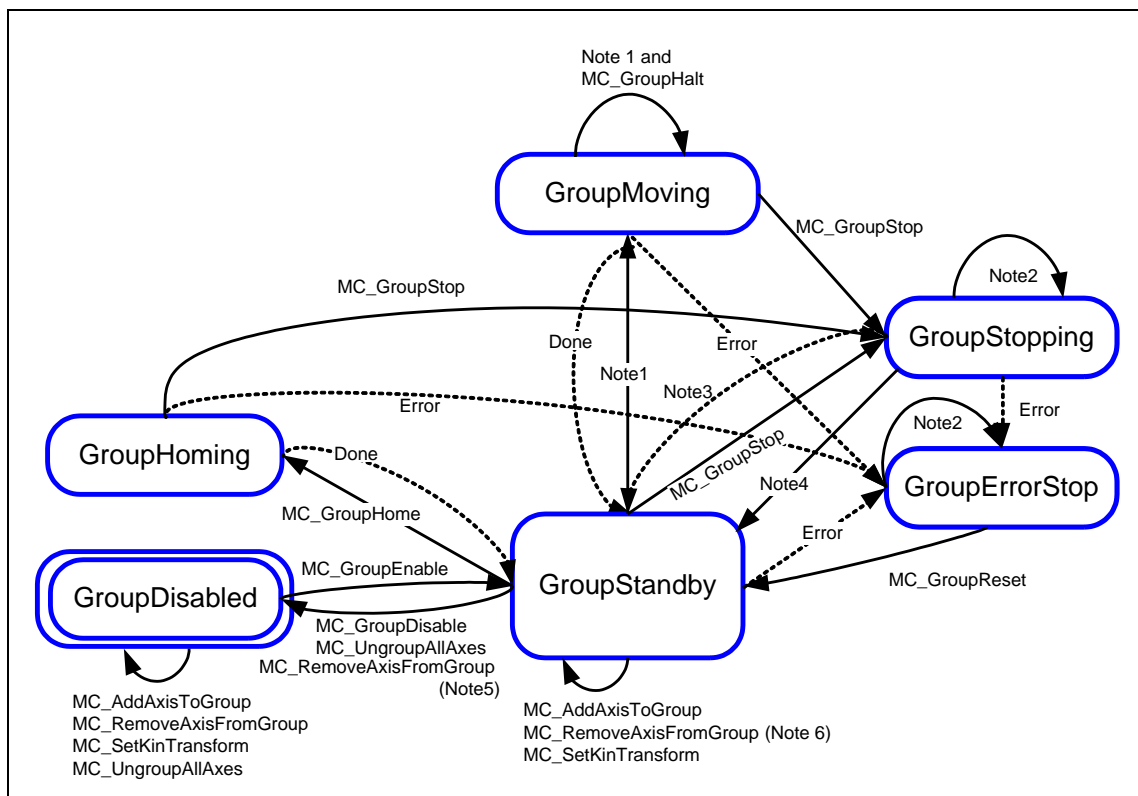 Note 1 and
MC_GroupHalt
GroupMoving
MC_GroupStop
Note2
MC_GroupStop
GroupStopping
Done
Error
Note1
Note3
Error
Error
Note2
GroupHoming
Done
MC_GroupStop
Note4
GroupErrorStop
MC_GroupHome
Error
MC_GroupEnable
GroupStandby
MC_GroupReset
GroupDisabled
MC_GroupDisable
MC_UngroupAllAxes
MC_RemoveAxisFromGroup
(Note5)
MC_AddAxisToGroup
MC_RemoveAxisFromGroup
MC_SetKinTransform
MC_UngroupAllAxes
MC_AddAxisToGroup
MC_RemoveAxisFromGroup (Note 6)
MC_SetKinTransform